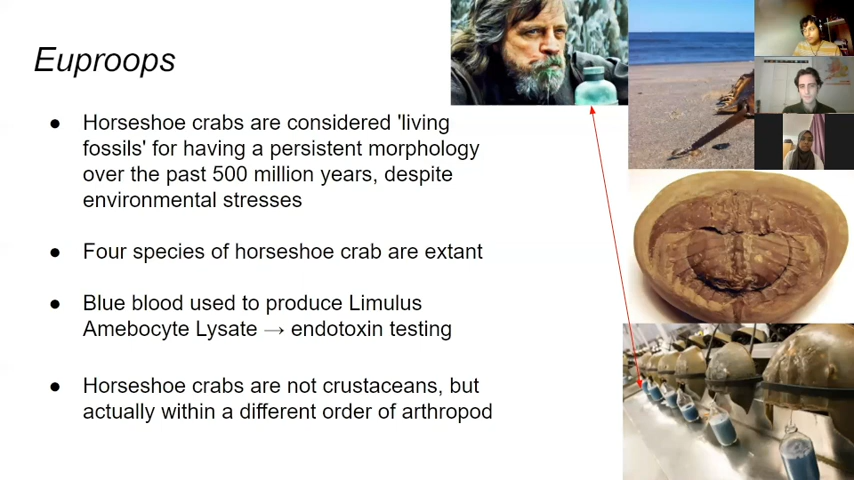 Euproops
● Horseshoe crabs are considered 'living
fossils' for having a persistent morphology
over the past 500 million years, despite
environmental stresses
● Four species of horseshoe crab are extant
● Blue blood used to produce Limulus
Amebocyte Lysate → endotoxin testing
● Horseshoe crabs are not crustaceans, but
actually within a different order of arthropod